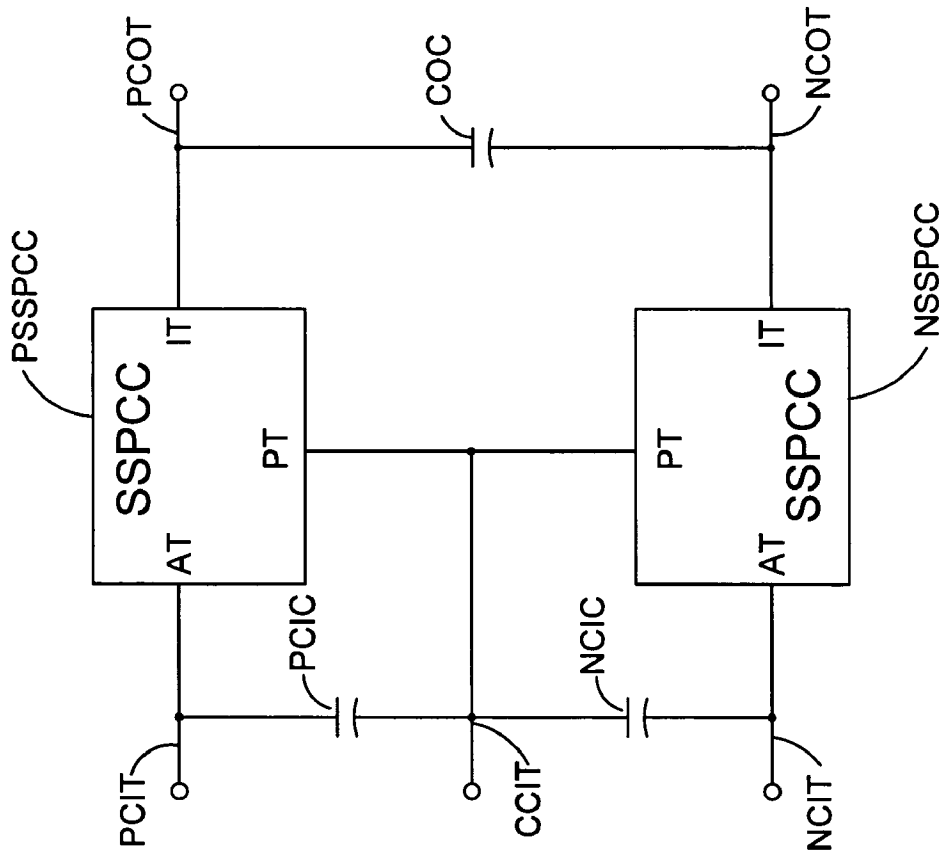 PCOT
COC
NCOT
PSSPCC
SSPCC
IT
AT
PT
NSSPCC
SSPCC
IT
AT
PT
PCIC
NCIC
PCIT
CCIT
NCIT